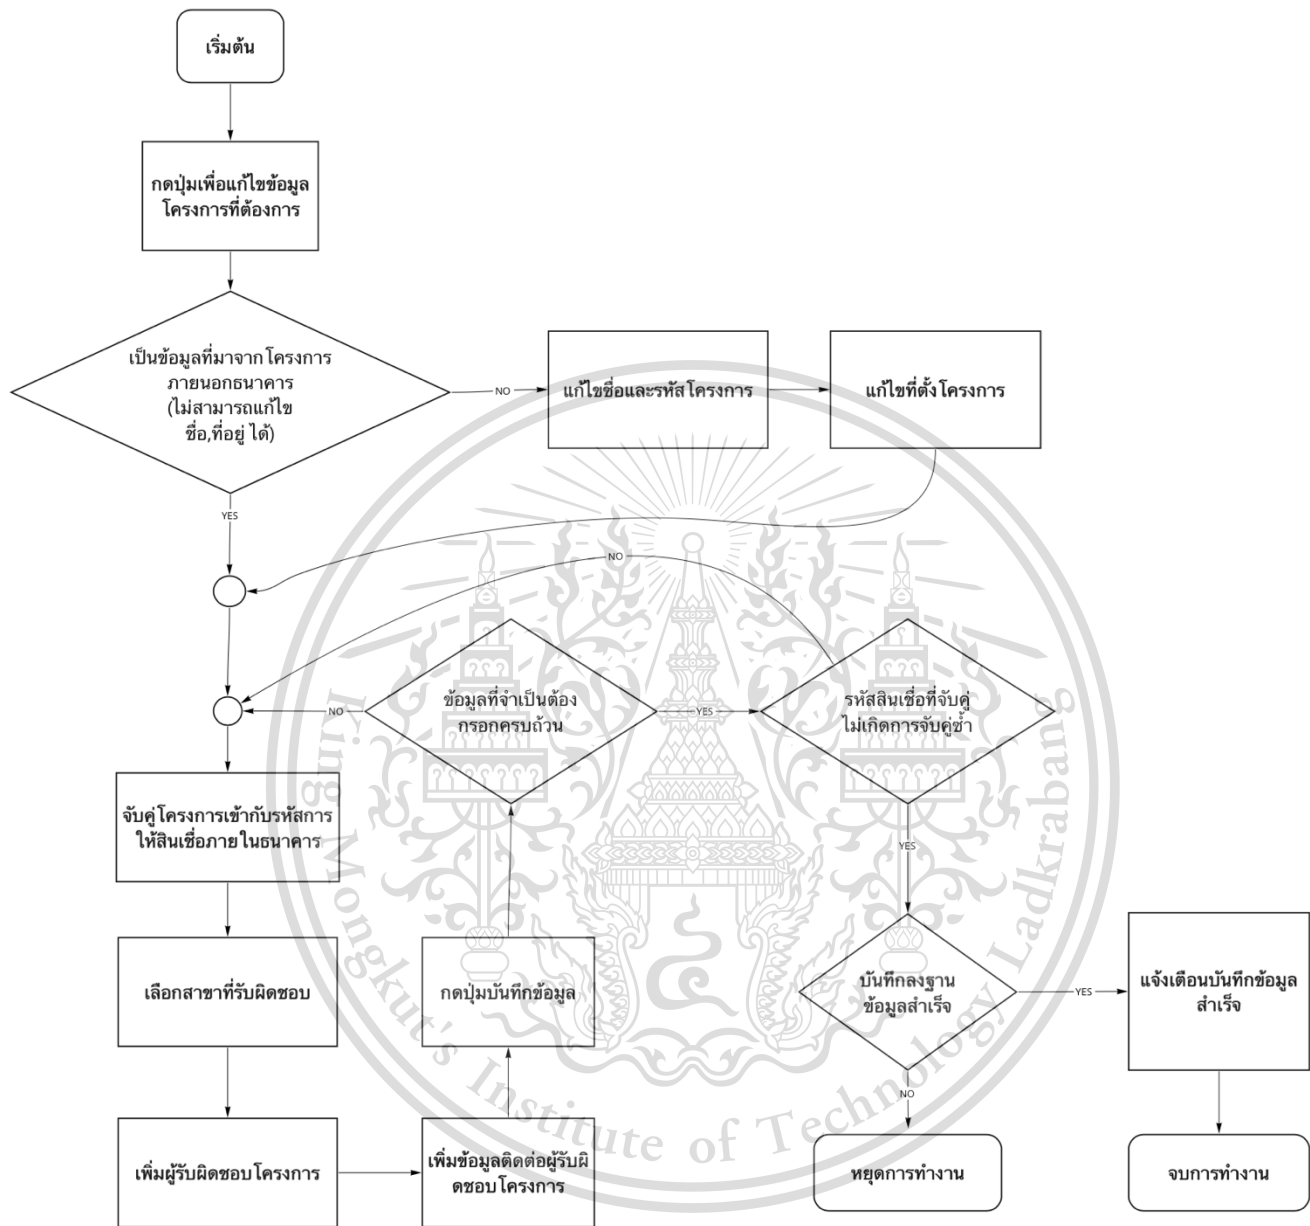 เริ่มต้น
กดปุ่มเพื่อแก้ไขข้อมูล
โครงการที่ต้องการ
เป็นข้อมูลที่มาจากโครงการ
ภายนอกธนาคาร
(ไม่สามารถแก้ไข
ชื่อ,ที่อยู่ ได้)
NO
แก้ไขชื่อและรหัสโครงการ
แก้ไขที่ตั้งโครงการ
YES
NO
ข้อมูลที่จำเป็นต้อง
กรอกครบถ้วน
NO
YES
รหัสสินเชื่อที่จับคู่
ไม่เกิดการจับคู่ซ้ำ
จับคู่โครงการเข้ากับรหัสการ
ให้สินเชื่อภายในธนาคาร
YES
เลือกสาขาที่รับผิดชอบ
กดปุ่มบันทึกข้อมูล
บันทึกลงฐาน
ข้อมูลสำเร็จ
YES
แจ้งเตือนบันทึกข้อมูล
สำเร็จ
NO
เพิ่มผู้รับผิดชอบโครงการ
เพิ่มข้อมูลติดต่อผู้รับผิ
ดชอบโครงการ
หยุดการทำงาน
จบการทำงาน
King Mongkut's Institute of Technology Ladkrabang